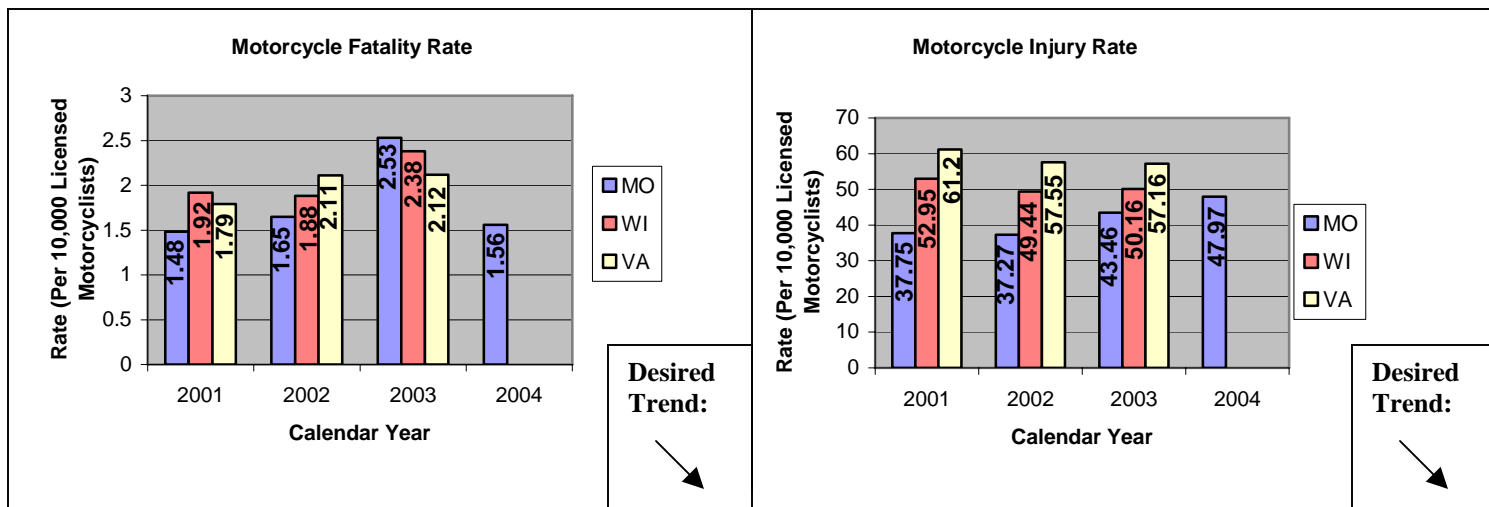 Motorcycle Fatality Rate
Rate (Per 10,000 Licensed
Motorcyclists)
3
2.5
2
1.5
1
0.5
0
1.48
1.92
1.79
1.65
1.88
2.11
2.53
2.38
2.12
1.56
2001 2002 2003 2004
Calendar Year
MO
WI
VA
Desired
Trend:
Motorcycle Injury Rate
Rate (Per 10,000 Licensed
Motorcyclists)
70
60
50
40
30
20
10
0
37.75
52.95
61.2
37.27
49.44
57.55
43.46
50.16
57.16
47.97
2001 2002 2003 2004
Calendar Year
MO
WI
VA
Desired
Trend: